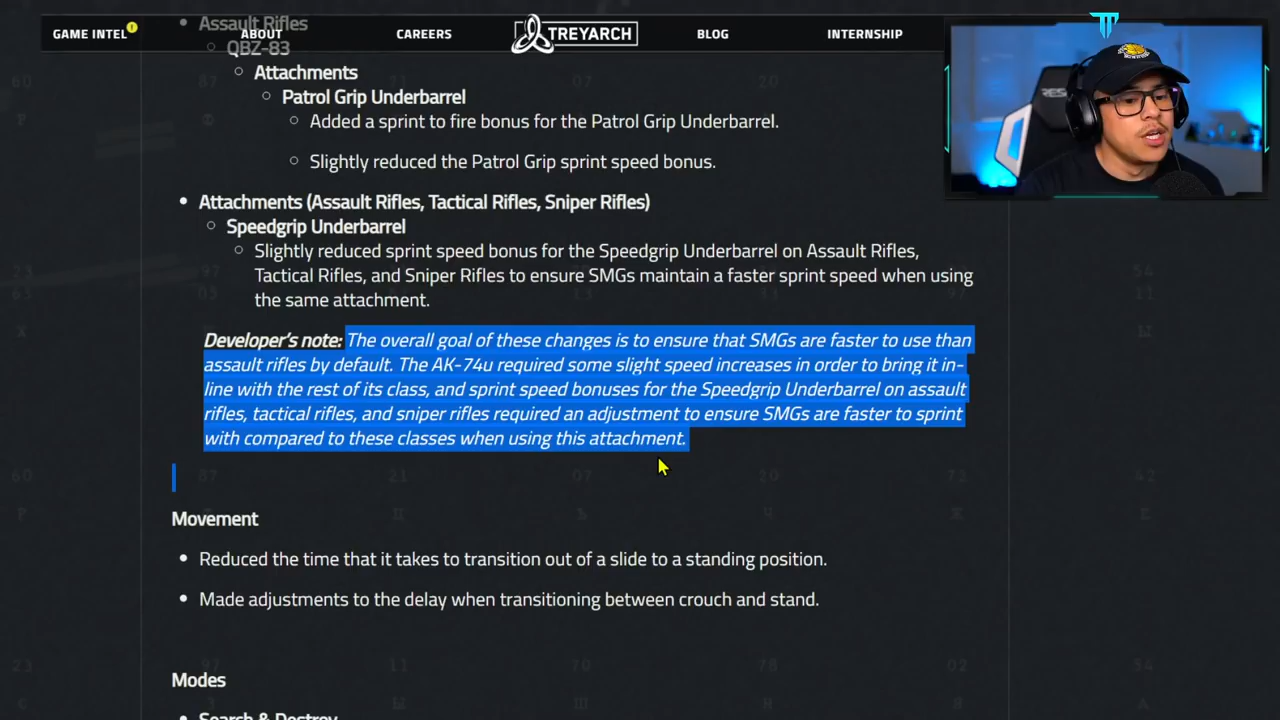 GAME INTEL
ABOUT
CAREERS
TREYARCH
BLOG
INTERNSHIP
Assault Rifles
QBZ-83
Attachments
Patrol Grip Underbarrel
Added a sprint to fire bonus for the Patrol Grip Underbarrel.
Slightly reduced the Patrol Grip sprint speed bonus.
Attachments (Assault Rifles, Tactical Rifles, Sniper Rifles)
Speedgrip Underbarrel
Slightly reduced sprint speed bonus for the Speedgrip Underbarrel on Assault Rifles,
Tactical Rifles, and Sniper Rifles to ensure SMGs maintain a faster sprint speed when using
the same attachment.
Developer's note: The overall goal of these changes is to ensure that SMGs are faster to use than
assault rifles by default. The AK-74u required some slight speed increases in order to bring it in-
line with the rest of its class, and sprint speed bonuses for the Speedgrip Underbarrel on assault
rifles, tactical rifles, and sniper rifles required an adjustment to ensure SMGs are faster to sprint
with compared to these classes when using this attachment.
Movement
Reduced the time that it takes to transition out of a slide to a standing position.
Made adjustments to the delay when transitioning between crouch and stand.
Modes
Search & Destroy